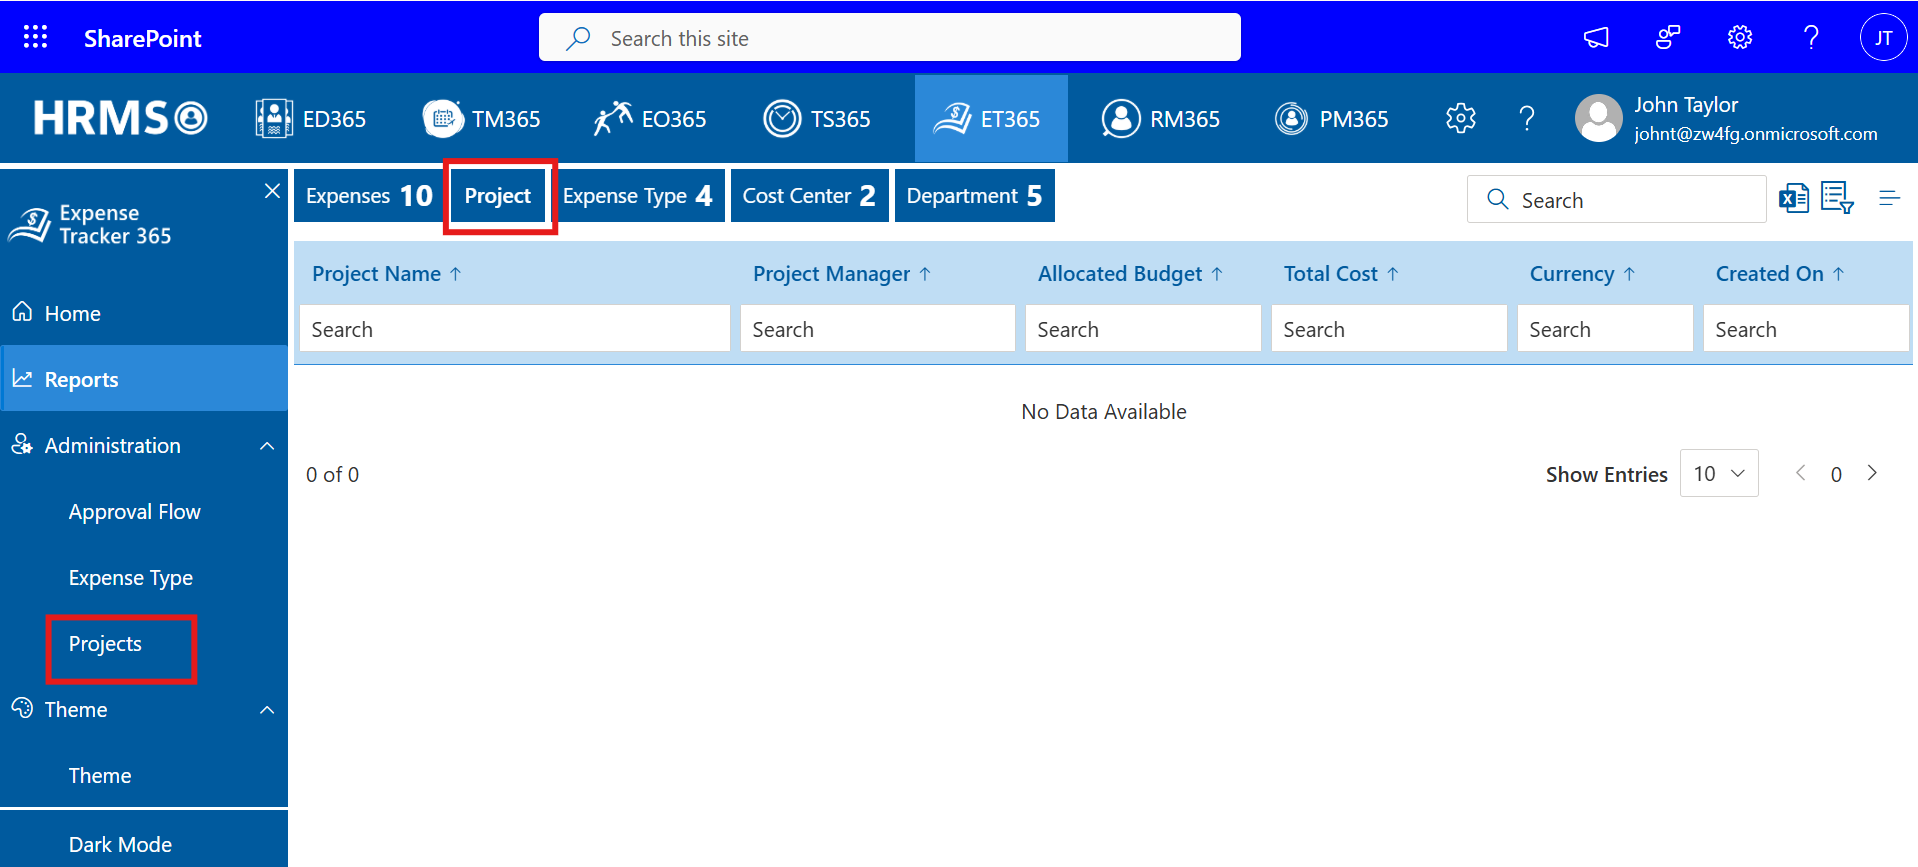 SharePoint
Search this site
JT
HRMS
ED365
TM365
EO365
TS365
ET365
RM365
PM365
?
John Taylor
johnt@zw4fg.onmicrosoft.com
Expense
Tracker 365
Home
Reports
Administration
Approval Flow
Expense Type
Projects
Theme
Theme
Dark Mode
Expenses 10
Project
Expense Type 4
Cost Center 2
Department 5
Search
Project Name ↑
Project Manager ↑
Allocated Budget ↑
Total Cost ↑
Currency ↑
Created On ↑
Search
Search
Search
Search
Search
Search
No Data Available
0 of 0
Show Entries
10
0